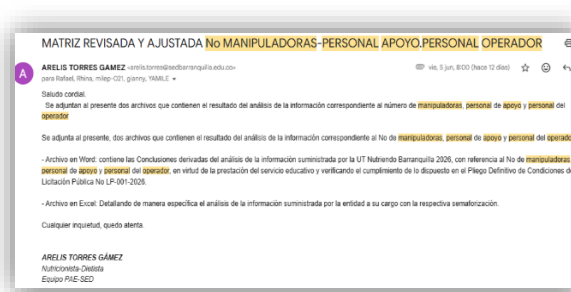 MATRIZ REVISADA Y AJUSTADA No MANIPULADORAS-PERSONAL APOYO.PERSONAL OPERADOR
A
ARELIS TORRES GAMEZ <arelis.torres@sedbarranquilla.edu.co>
vie, 5 jun, 8:00 (hace 12 días)
para Rafael, Rhina, milep-021, gianny, YAMILE
Saludo cordial.
Se adjuntan al presente dos archivos que contienen el resultado del análisis de la información correspondiente al número de manipuladoras, personal de apoyo y personal del
operador
Se adjunta al presente, dos archivos que contienen el resultado del análisis de la información correspondiente al No de manipuladoras, personal de apoyo y personal del operador
- Archivo en Word: contiene las Conclusiones derivadas del análisis de la información suministrada por la UT Nutriendo Barranquilla 2026, con referencia al No de manipuladoras
personal de apoyo y personal del operador, en virtud de la prestación del servicio educativo y verificando el cumplimiento de lo dispuesto en el Pliego Definitivo de Condiciones de
Licitación Pública No LP-001-2026.
- Archivo en Excel: Detallando de manera específica el análisis de la información suministrada por la entidad a su cargo con la respectiva semaforización.
Cualquier inquietud, quedo atenta.
ARELIS TORRES GÁMEZ
Nutricionista-Dietista
Equipo PAE-SED